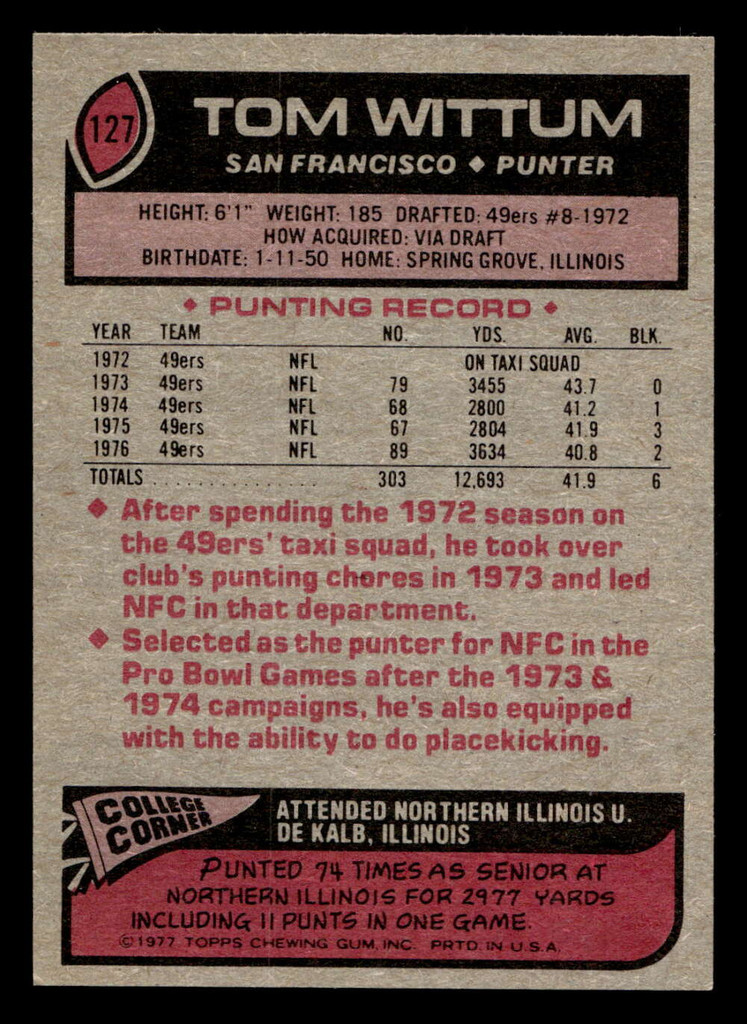 127
TOM WITTUM
SAN FRANCISCO ♦ PUNTER
HEIGHT: 6'1" WEIGHT: 185 DRAFTED: 49ers #8-1972
HOW ACQUIRED: VIA DRAFT
BIRTHDATE: 1-11-50 HOME: SPRING GROVE, ILLINOIS
♦ PUNTING RECORD ♦
YEAR TEAM NO. YDS. AVG. BLK.
1972 49ers NFL ON TAXI SQUAD
1973 49ers NFL 79 3455 43.7 0
1974 49ers NFL 68 2800 41.2 1
1975 49ers NFL 67 2804 41.9 3
1976 49ers NFL 89 3634 40.8 2
TOTALS . . . . . . . . . . . . . . . . 303 12,693 41.9 6
♦ After spending the 1972 season on
the 49ers' taxi squad, he took over
club's punting chores in 1973 and led
NFC in that department.
♦ Selected as the punter for NFC in the
Pro Bowl Games after the 1973 &
1974 campaigns, he's also equipped
with the ability to do placekicking.
COLLEGE
CORNER
ATTENDED NORTHERN ILLINOIS U.
DE KALB, ILLINOIS
PUNTED 74 TIMES AS SENIOR AT
NORTHERN ILLINOIS FOR 2977 YARDS
INCLUDING 11 PUNTS IN ONE GAME.
©1977 TOPPS CHEWING GUM, INC. PRTD. IN U.S.A.